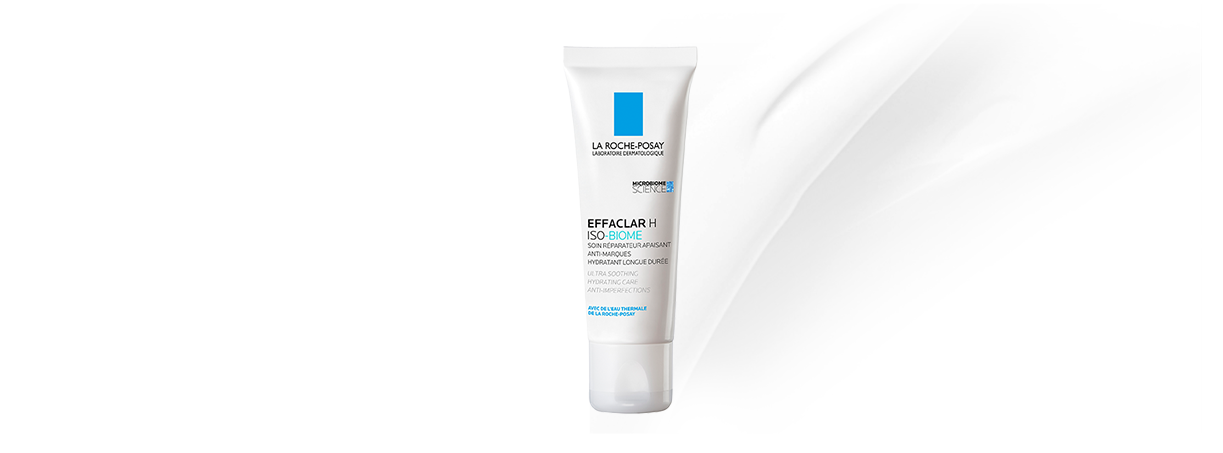 LA ROCHE-POSAY
LABORATOIRE DERMATOLOGIQUE
MICROBIOME
SCIENCE
EFFACLAR H
ISO-BIOME
SOIN RÉPARATEUR APAISANT
ANTI-MARQUES
HYDRATANT LONGUE DURÉE
ULTRA SOOTHING
HYDRATING CARE
ANTI-IMPERFECTIONS
AVEC DE L'EAU THERMALE
DE LA ROCHE-POSAY